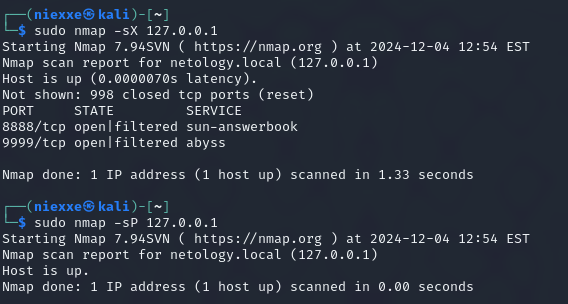 ┌──(niexxe㉿kali)-[~]
└─$ sudo nmap -sX 127.0.0.1
Starting Nmap 7.94SVN ( https://nmap.org ) at 2024-12-04 12:54 EST
Nmap scan report for netology.local (127.0.0.1)
Host is up (0.0000070s latency).
Not shown: 998 closed tcp ports (reset)
PORT     STATE         SERVICE
8888/tcp open|filtered sun-answerbook
9999/tcp open|filtered abyss
Nmap done: 1 IP address (1 host up) scanned in 1.33 seconds
┌──(niexxe㉿kali)-[~]
└─$ sudo nmap -sP 127.0.0.1
Starting Nmap 7.94SVN ( https://nmap.org ) at 2024-12-04 12:54 EST
Nmap scan report for netology.local (127.0.0.1)
Host is up.
Nmap done: 1 IP address (1 host up) scanned in 0.00 seconds